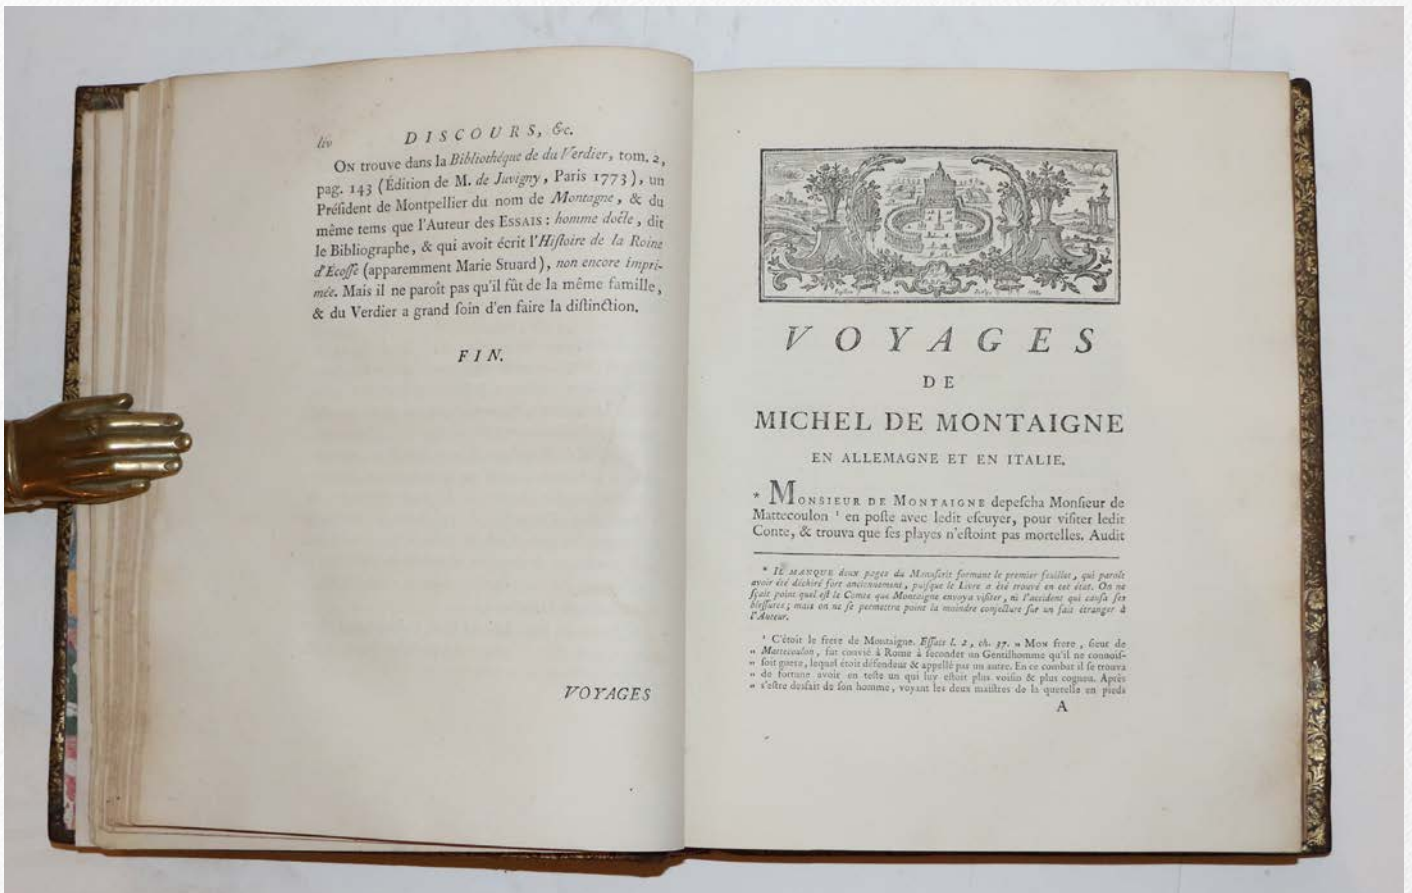 liv DISCOURS, &c.
ON trouve dans la Bibliothéque de du Verdier, tom. 2,
pag. 143 (Édition de M. de Juvigny, Paris 1773), un
Préſident de Montpellier du nom de Montagne, & du
même tems que l'Auteur des ESSAIS : homme docte, dit
le Bibliographe, & qui avoit écrit l'Hiſtoire de la Roine
d'Écoſſe (apparemment Marie Stuard), non encore impri-
mée. Mais il ne paroît pas qu'il fût de la même famille,
& du Verdier a grand ſoin d'en faire la diſtinction.
FIN.
VOYAGES
VOYAGES
DE
MICHEL DE MONTAIGNE
EN ALLEMAGNE ET EN ITALIE.
* MONSIEUR DE MONTAIGNE depeſcha Monſieur de
Mattecoulon ¹ en poſte avec ledit eſcuyer, pour viſiter ledit
Conte, & trouva que ſes playes n'eſtoint pas mortelles. Audit
* IL MANQUE deux pages du Manuſcrit formant le premier feuillet, qui paroît
avoir été déchiré fort anciennement, puiſque le Livre a été trouvé en cet état. On ne
ſçait point quel eſt le Comte que Montaigne envoya viſiter, ni l'accident qui cauſa ſes
bleſſures ; mais on ne ſe permettra point la moindre conjecture ſur un fait étranger à
l'Auteur.
¹ C'étoit le frere de Montaigne. Eſſais l. 2, ch. 37. » MON frere, ſieur de
» Mattecoulon, fut convié à Rome à ſeconder un Gentilhomme qu'il ne connoiſ-
» ſoit guere, lequel étoit défendeur & appellé par un autre. En ce combat il ſe trouva
» de fortune avoir en teſte un qui luy eſtoit plus voiſin & plus cogneu. Après
» s'eſtre desfait de ſon homme, voyant les deux maiſtres de la querelle en pieds
A